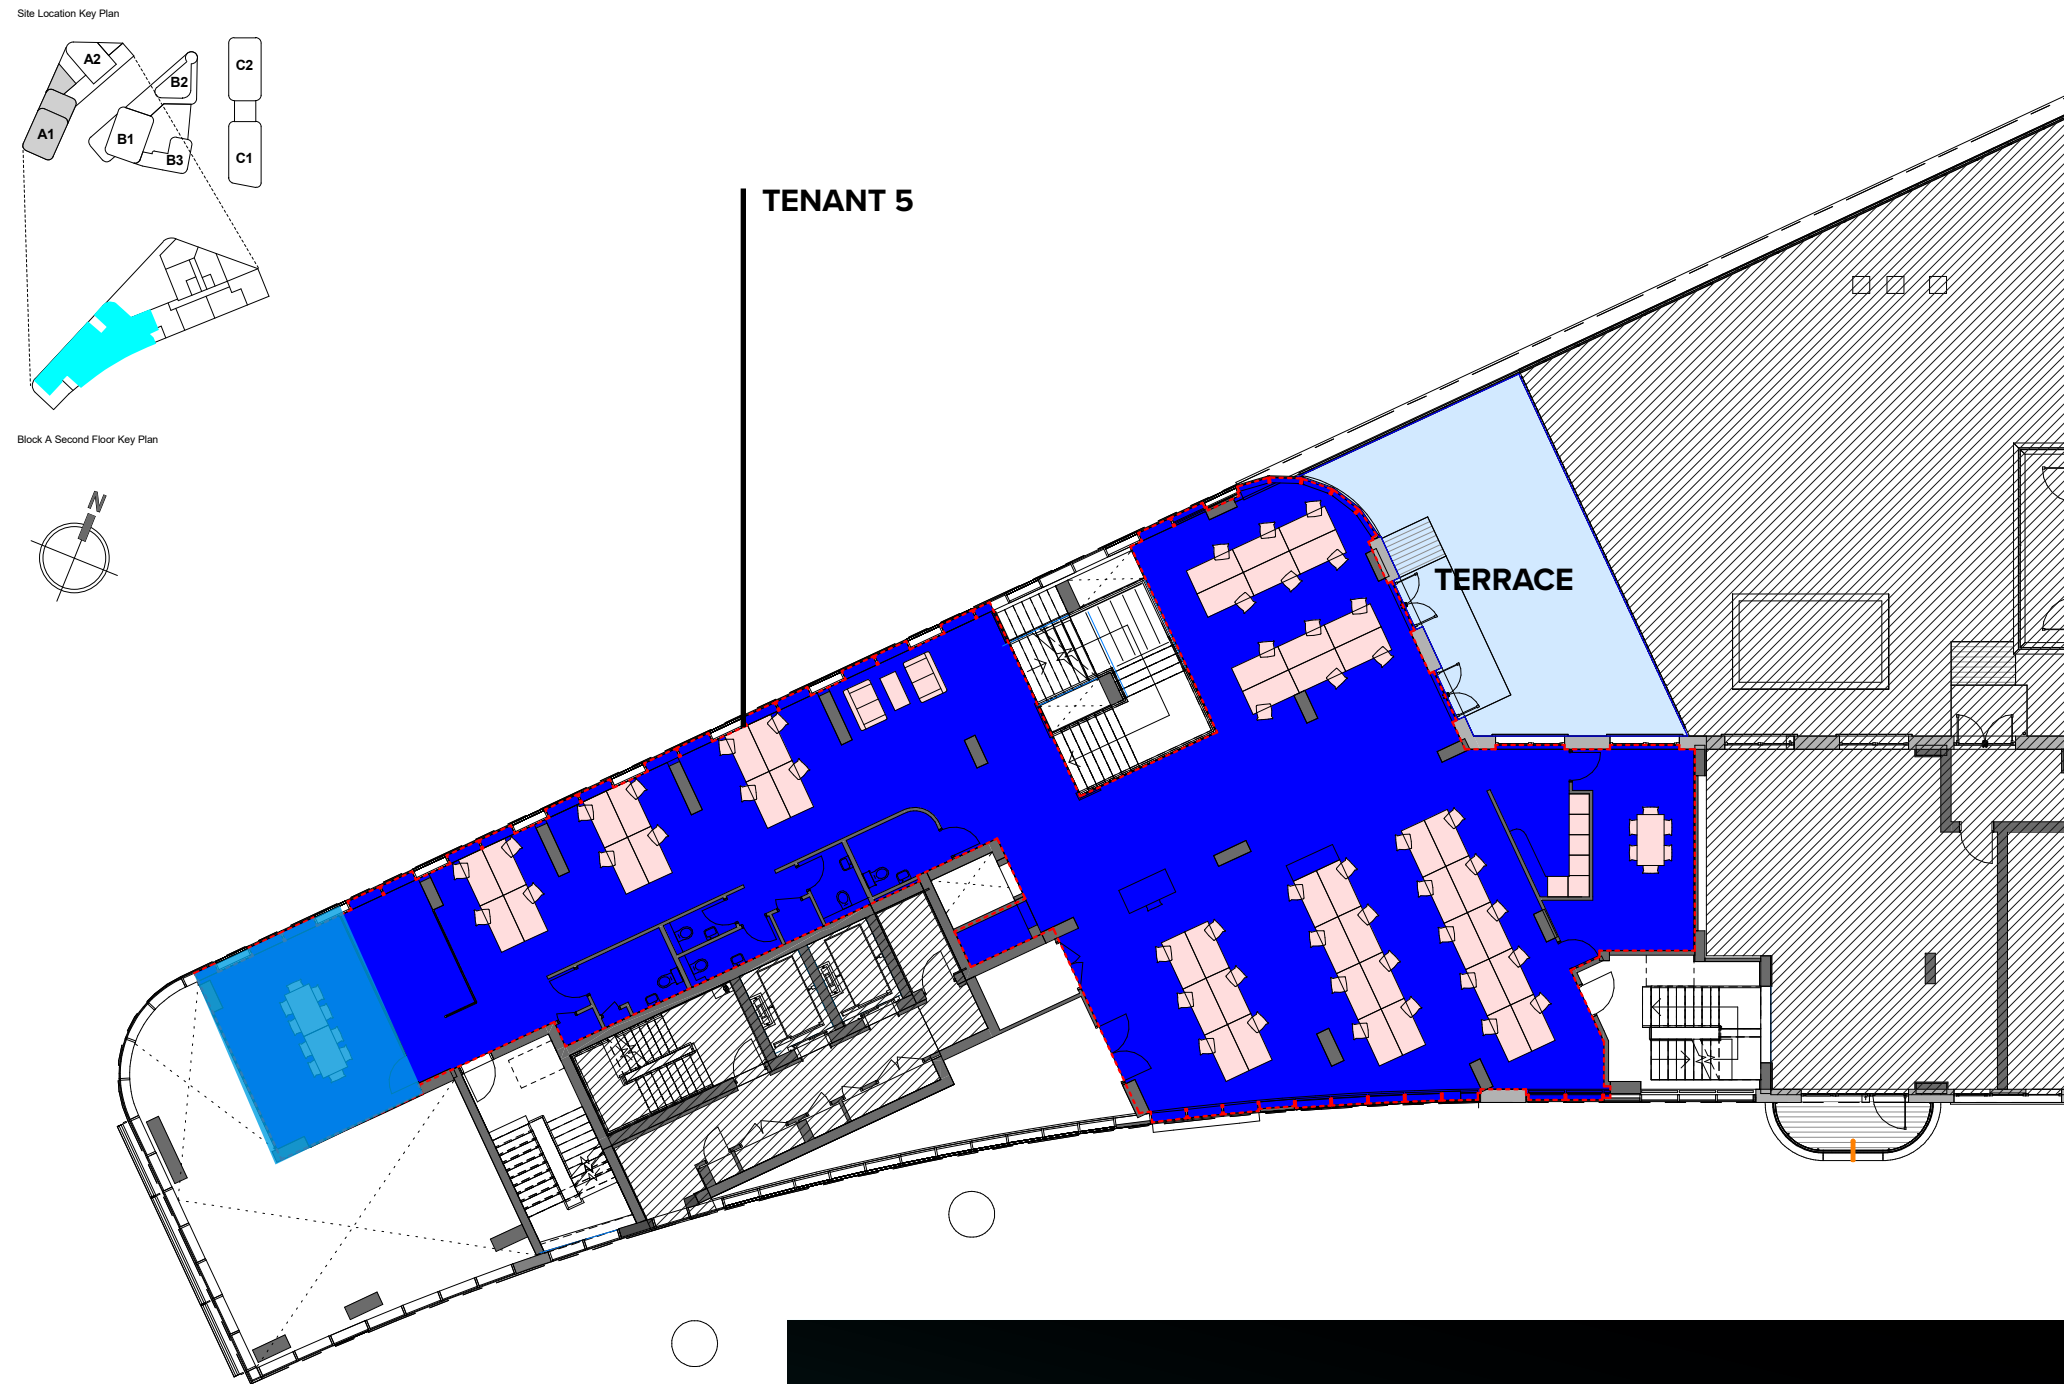 Site Location Key Plan
A2
B2
C2
A1
B1
B3
C1
TENANT 5
Block A Second Floor Key Plan
N
TERRACE